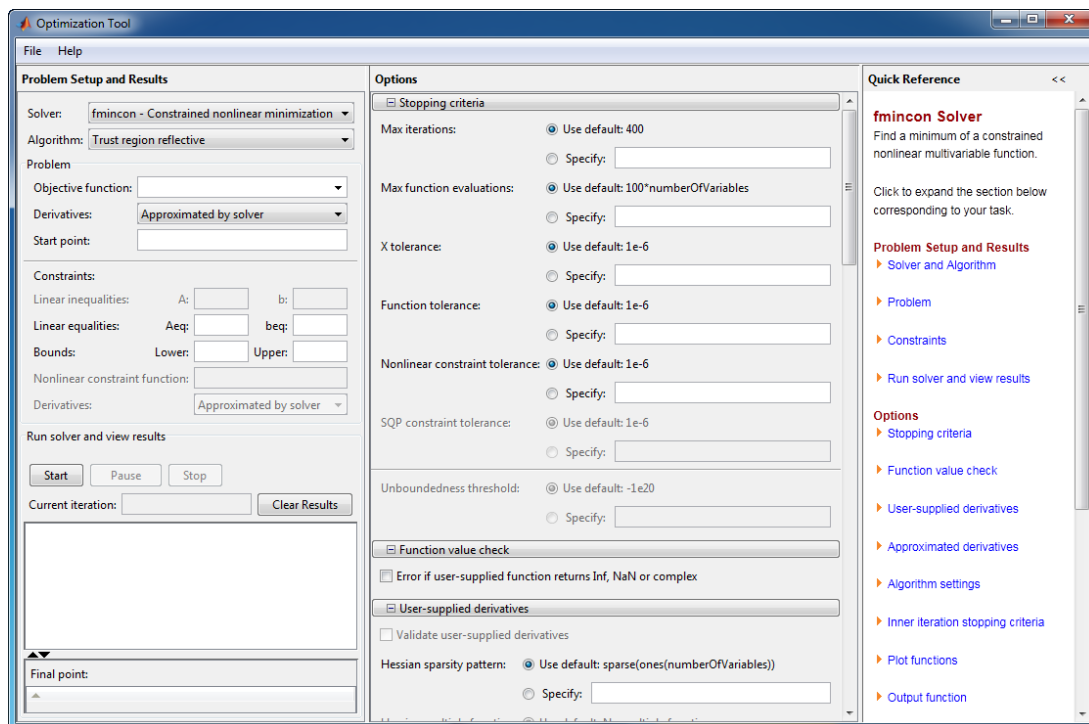 Optimization Tool
File Help
Problem Setup and Results
Solver: fmincon - Constrained nonlinear minimization
Algorithm: Trust region reflective
Problem
Objective function:
Derivatives: Approximated by solver
Start point:
Constraints:
Linear inequalities: A: b:
Linear equalities: Aeq: beq:
Bounds: Lower: Upper:
Nonlinear constraint function:
Derivatives: Approximated by solver
Run solver and view results
Start Pause Stop
Current iteration: Clear Results
Final point:
Options
Stopping criteria
Max iterations: Use default: 400
Specify:
Max function evaluations: Use default: 100*numberOfVariables
Specify:
X tolerance: Use default: 1e-6
Specify:
Function tolerance: Use default: 1e-6
Specify:
Nonlinear constraint tolerance: Use default: 1e-6
Specify:
SQP constraint tolerance: Use default: 1e-6
Specify:
Unboundedness threshold: Use default: -1e20
Specify:
Function value check
Error if user-supplied function returns Inf, NaN or complex
User-supplied derivatives
Validate user-supplied derivatives
Hessian sparsity pattern: Use default: sparse(ones(numberOfVariables))
Specify:
Quick Reference <<
fmincon Solver
Find a minimum of a constrained
nonlinear multivariable function.
Click to expand the section below
corresponding to your task.
Problem Setup and Results
Solver and Algorithm
Problem
Constraints
Run solver and view results
Options
Stopping criteria
Function value check
User-supplied derivatives
Approximated derivatives
Algorithm settings
Inner iteration stopping criteria
Plot functions
Output function